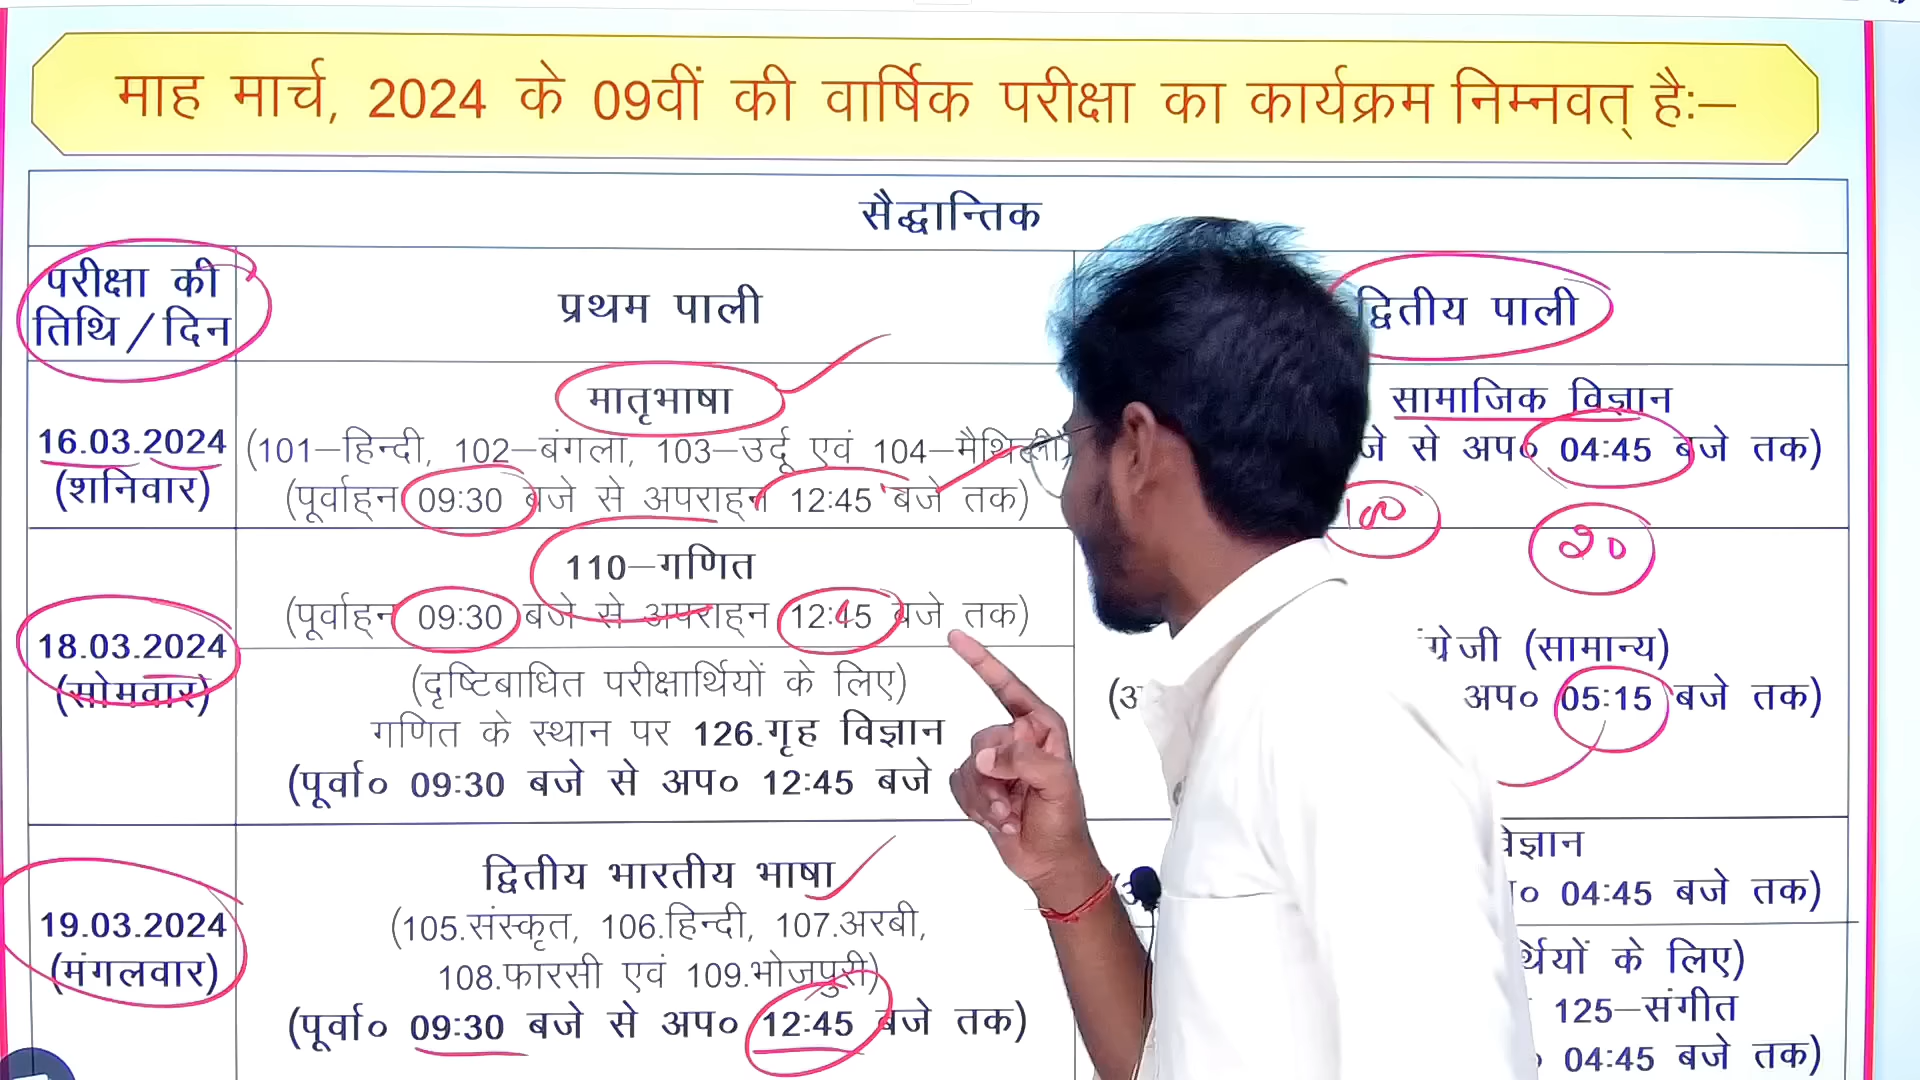 माह मार्च, 2024 के 09वीं की वार्षिक परीक्षा का कार्यक्रम निम्नवत् है:–
सैद्धान्तिक
परीक्षा की
तिथि / दिन
प्रथम पाली
द्वितीय पाली
16.03.2024
(शनिवार)
मातृभाषा
(101–हिन्दी, 102–बंगला, 103–उर्दू एवं 104–मैथिली)
(पूर्वाह्न 09:30 बजे से अपराह्न 12:45 बजे तक)
सामाजिक विज्ञान
से अप० 04:45 बजे तक)
100
20
18.03.2024
(सोमवार)
110–गणित
(पूर्वाह्न 09:30 बजे से अपराह्न 12:45 बजे तक)
(दृष्टिबाधित परीक्षार्थियों के लिए)
गणित के स्थान पर 126.गृह विज्ञान
(पूर्वा० 09:30 बजे से अप० 12:45 बजे
(सामान्य)
अप० 05:15 बजे तक)
19.03.2024
(मंगलवार)
द्वितीय भारतीय भाषा
(105.संस्कृत, 106.हिन्दी, 107.अरबी,
108.फारसी एवं 109.भोजपुरी)
(पूर्वा० 09:30 बजे से अप० 12:45 बजे तक)
04:45 बजे तक)
के लिए)
125–संगीत
04:45 बजे तक)